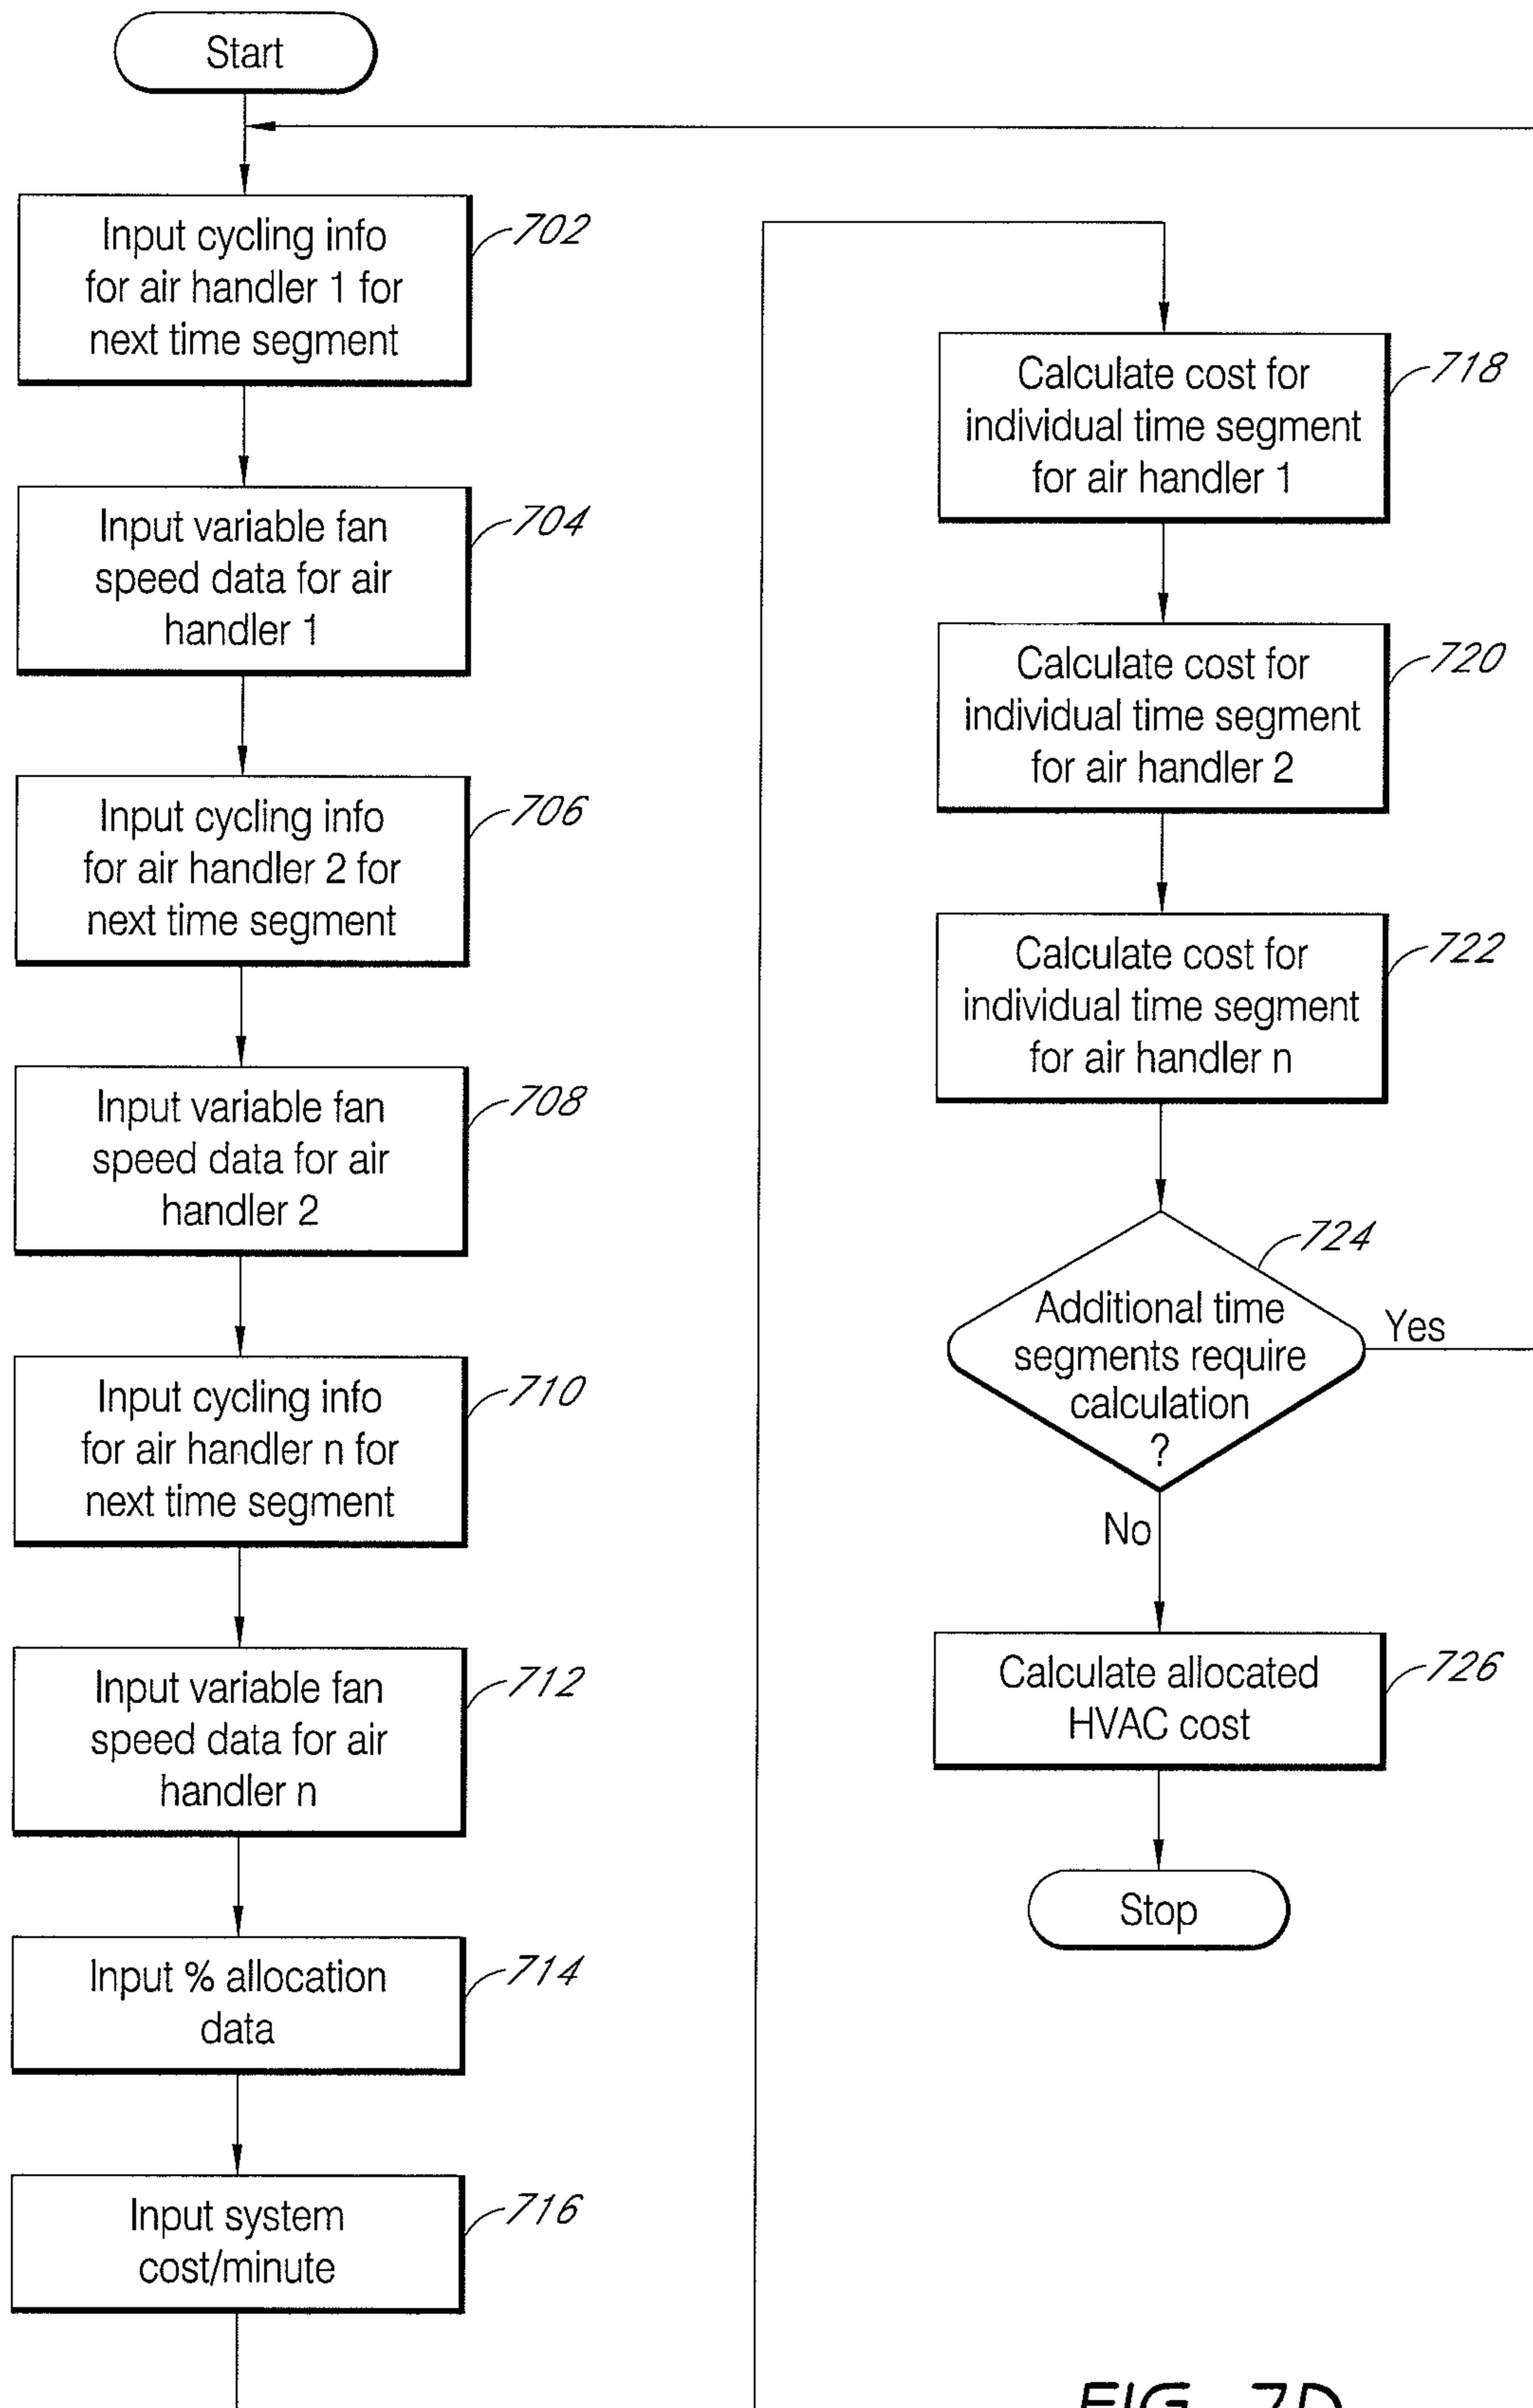 Start
Input cycling info
for air handler 1 for
next time segment
702
Input variable fan
speed data for air
handler 1
704
Input cycling info
for air handler 2 for
next time segment
706
Input variable fan
speed data for air
handler 2
708
Input cycling info
for air handler n for
next time segment
710
Input variable fan
speed data for air
handler n
712
Input % allocation
data
714
Input system
cost/minute
716
Calculate cost for
individual time segment
for air handler 1
718
Calculate cost for
individual time segment
for air handler 2
720
Calculate cost for
individual time segment
for air handler n
722
724
Additional time
segments require
calculation
?
Yes
No
Calculate allocated
HVAC cost
726
Stop
FIG. 7D